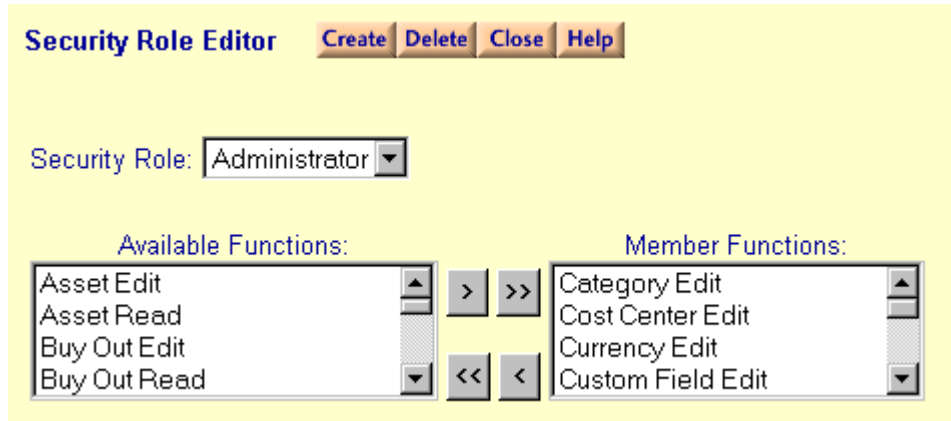 Security Role Editor Create Delete Close Help
Security Role: Administrator
Available Functions: Member Functions:
Asset Edit > >> Category Edit
Asset Read Cost Center Edit
Buy Out Edit Currency Edit
Buy Out Read << < Custom Field Edit